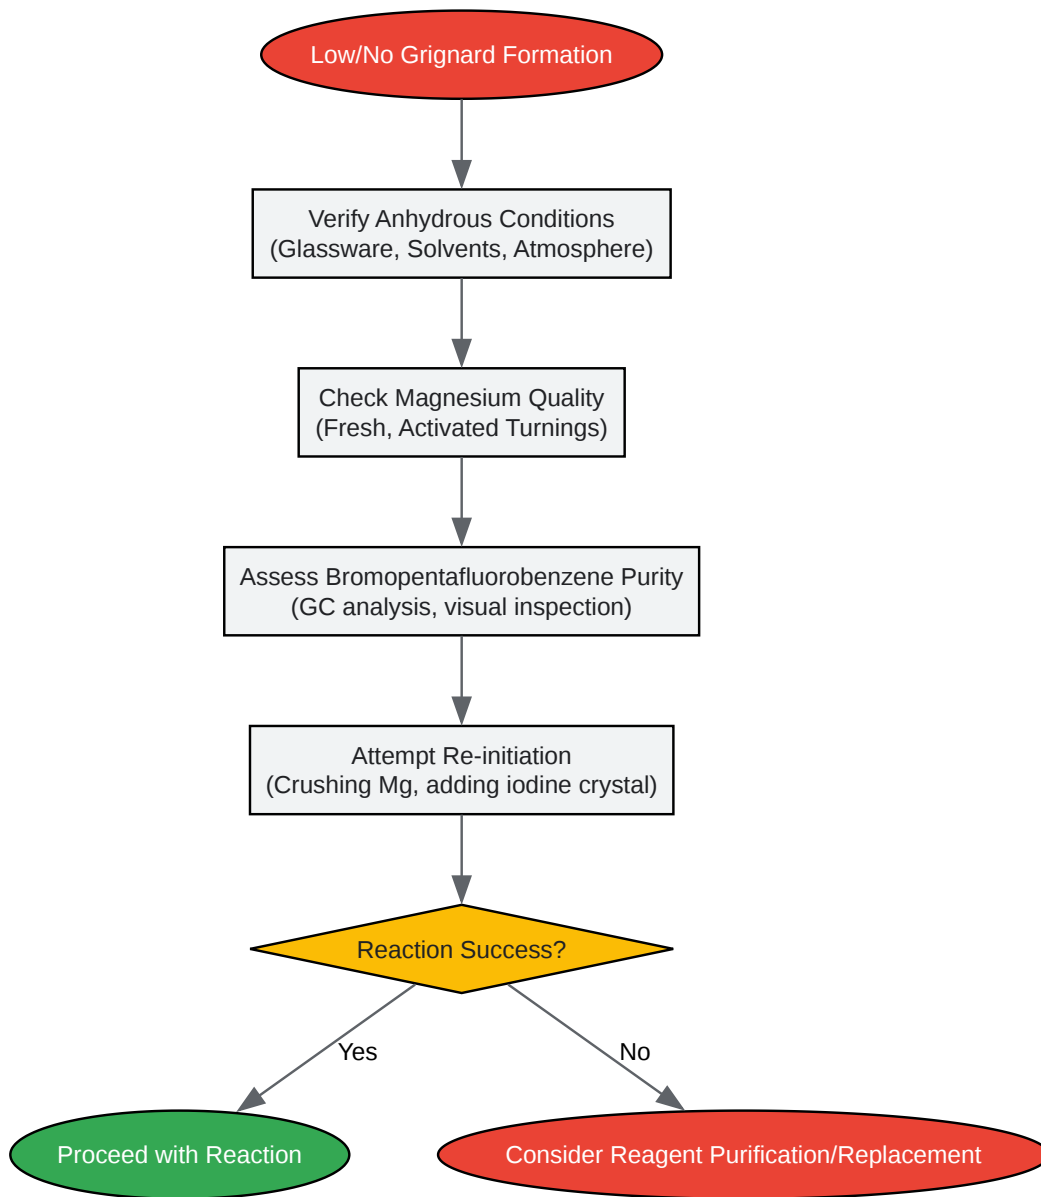 Low/No Grignard Formation
Verify Anhydrous Conditions
(Glassware, Solvents, Atmosphere)
Check Magnesium Quality
(Fresh, Activated Turnings)
Assess Bromopentafluorobenzene Purity
(GC analysis, visual inspection)
Attempt Re-initiation
(Crushing Mg, adding iodine crystal)
Reaction Success?
Yes
No
Proceed with Reaction
Consider Reagent Purification/Replacement